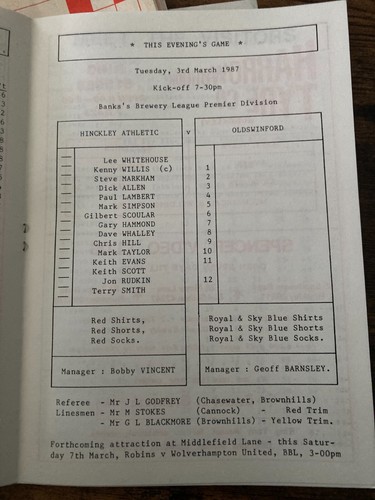 * THIS EVENING'S GAME *
Tuesday, 3rd March 1987
Kick-off 7-30pm
Banks's Brewery League Premier Division
HINCKLEY ATHLETIC v OLDSWINFORD
Lee WHITEHOUSE
Kenny WILLIS (c) 1
Steve MARKHAM 2
Dick ALLEN 3
Paul LAMBERT 4
Mark SIMPSON 5
Gilbert SCOULAR 6
Gary HAMMOND 7
Dave WHALLEY 8
Chris HILL 9
Mark TAYLOR 10
Keith EVANS 11
Keith SCOTT
Jon RUDKIN 12
Terry SMITH
Red Shirts, Royal & Sky Blue Shirts
Red Shorts, Royal & Sky Blue Shorts
Red Socks. Royal & Sky Blue Socks.
Manager : Bobby VINCENT Manager : Geoff BARNSLEY.
Referee - Mr J L GODFREY (Chasewater, Brownhills)
Linesmen - Mr M STOKES (Cannock) - Red Trim
- Mr G L BLACKMORE (Brownhills) - Yellow Trim.
Forthcoming attraction at Middlefield Lane - this Satur-
day 7th March, Robins v Wolverhampton United, BBL, 3-00pm